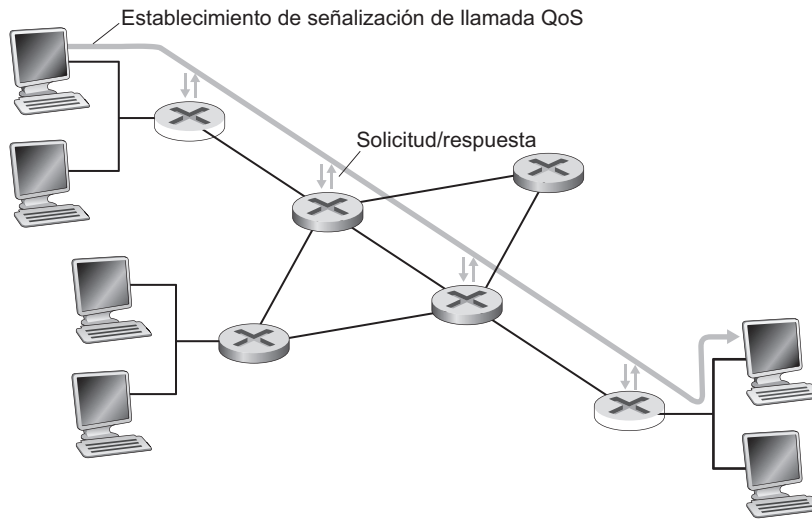 Establecimiento de señalización de llamada QoS
Solicitud/respuesta